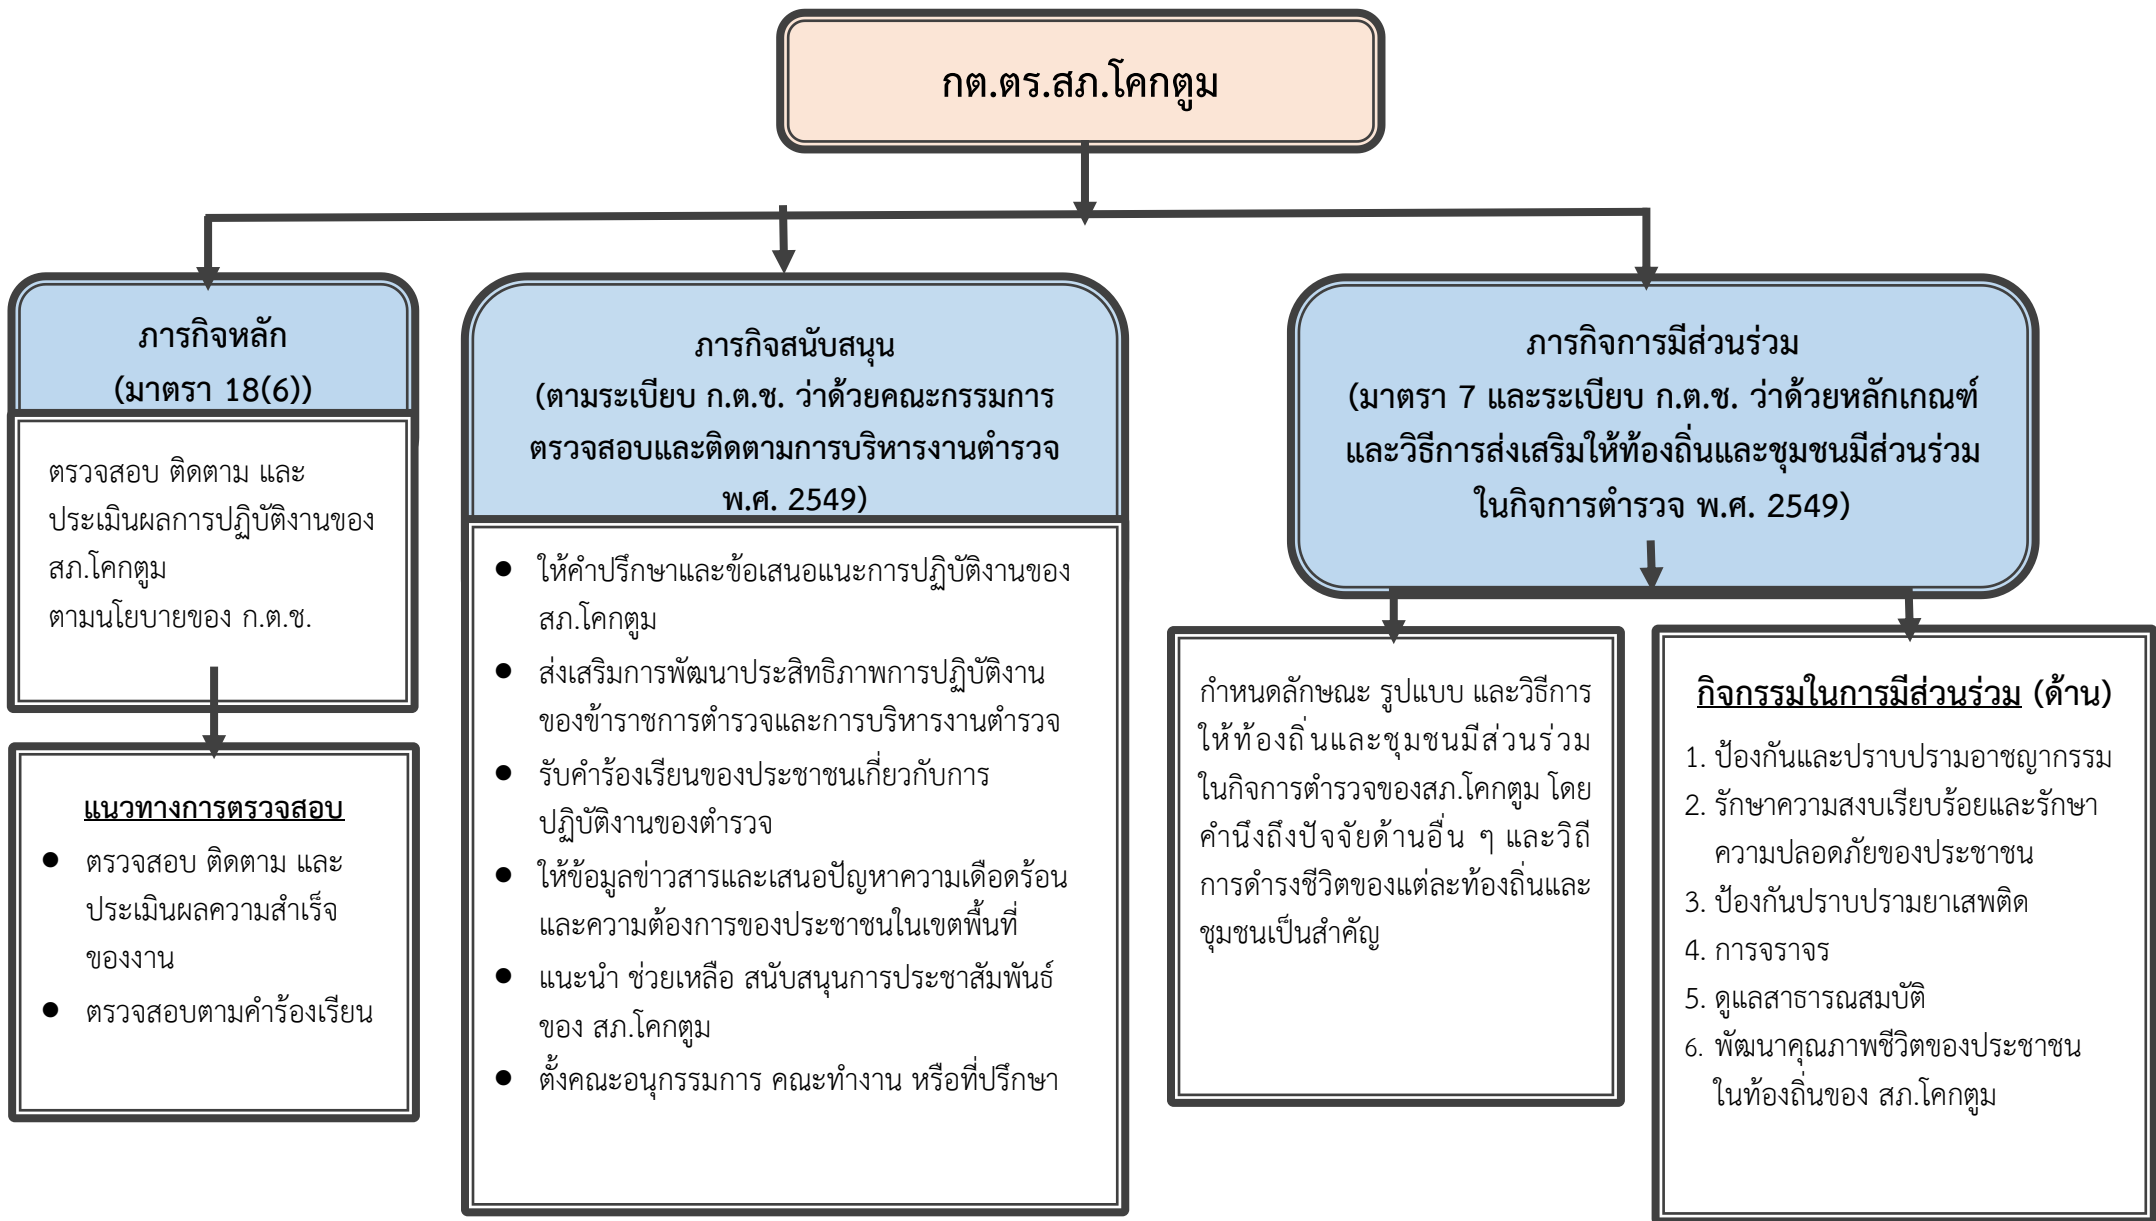 กต.ตร.สภ.โคกตูม
ภารกิจหลัก
(มาตรา 18(6))
ตรวจสอบ ติดตาม และ
ประเมินผลการปฏิบัติงานของ
สภ.โคกตูม
ตามนโยบายของ ก.ต.ช.
แนวทางการตรวจสอบ
● ตรวจสอบ ติดตาม และ
ประเมินผลความสำเร็จ
ของงาน
● ตรวจสอบตามคำร้องเรียน
ภารกิจสนับสนุน
(ตามระเบียบ ก.ต.ช. ว่าด้วยคณะกรรมการ
ตรวจสอบและติดตามการบริหารงานตำรวจ
พ.ศ. 2549)
● ให้คำปรึกษาและข้อเสนอแนะการปฏิบัติงานของ
สภ.โคกตูม
● ส่งเสริมการพัฒนาประสิทธิภาพการปฏิบัติงาน
ของข้าราชการตำรวจและการบริหารงานตำรวจ
● รับคำร้องเรียนของประชาชนเกี่ยวกับการ
ปฏิบัติงานของตำรวจ
● ให้ข้อมูลข่าวสารและเสนอปัญหาความเดือดร้อน
และความต้องการของประชาชนในเขตพื้นที่
● แนะนำ ช่วยเหลือ สนับสนุนการประชาสัมพันธ์
ของ สภ.โคกตูม
● ตั้งคณะอนุกรรมการ คณะทำงาน หรือที่ปรึกษา
ภารกิจการมีส่วนร่วม
(มาตรา 7 และระเบียบ ก.ต.ช. ว่าด้วยหลักเกณฑ์
และวิธีการส่งเสริมให้ท้องถิ่นและชุมชนมีส่วนร่วม
ในกิจการตำรวจ พ.ศ. 2549)
กำหนดลักษณะ รูปแบบ และวิธีการ
ให้ท้องถิ่นและชุมชนมีส่วนร่วม
ในกิจการตำรวจของสภ.โคกตูม โดย
คำนึงถึงปัจจัยด้านอื่น ๆ และวิถี
การดำรงชีวิตของแต่ละท้องถิ่นและ
ชุมชนเป็นสำคัญ
กิจกรรมในการมีส่วนร่วม (ด้าน)
1. ป้องกันและปราบปรามอาชญากรรม
2. รักษาความสงบเรียบร้อยและรักษา
ความปลอดภัยของประชาชน
3. ป้องกันปราบปรามยาเสพติด
4. การจราจร
5. ดูแลสาธารณสมบัติ
6. พัฒนาคุณภาพชีวิตของประชาชน
ในท้องถิ่นของ สภ.โคกตูม